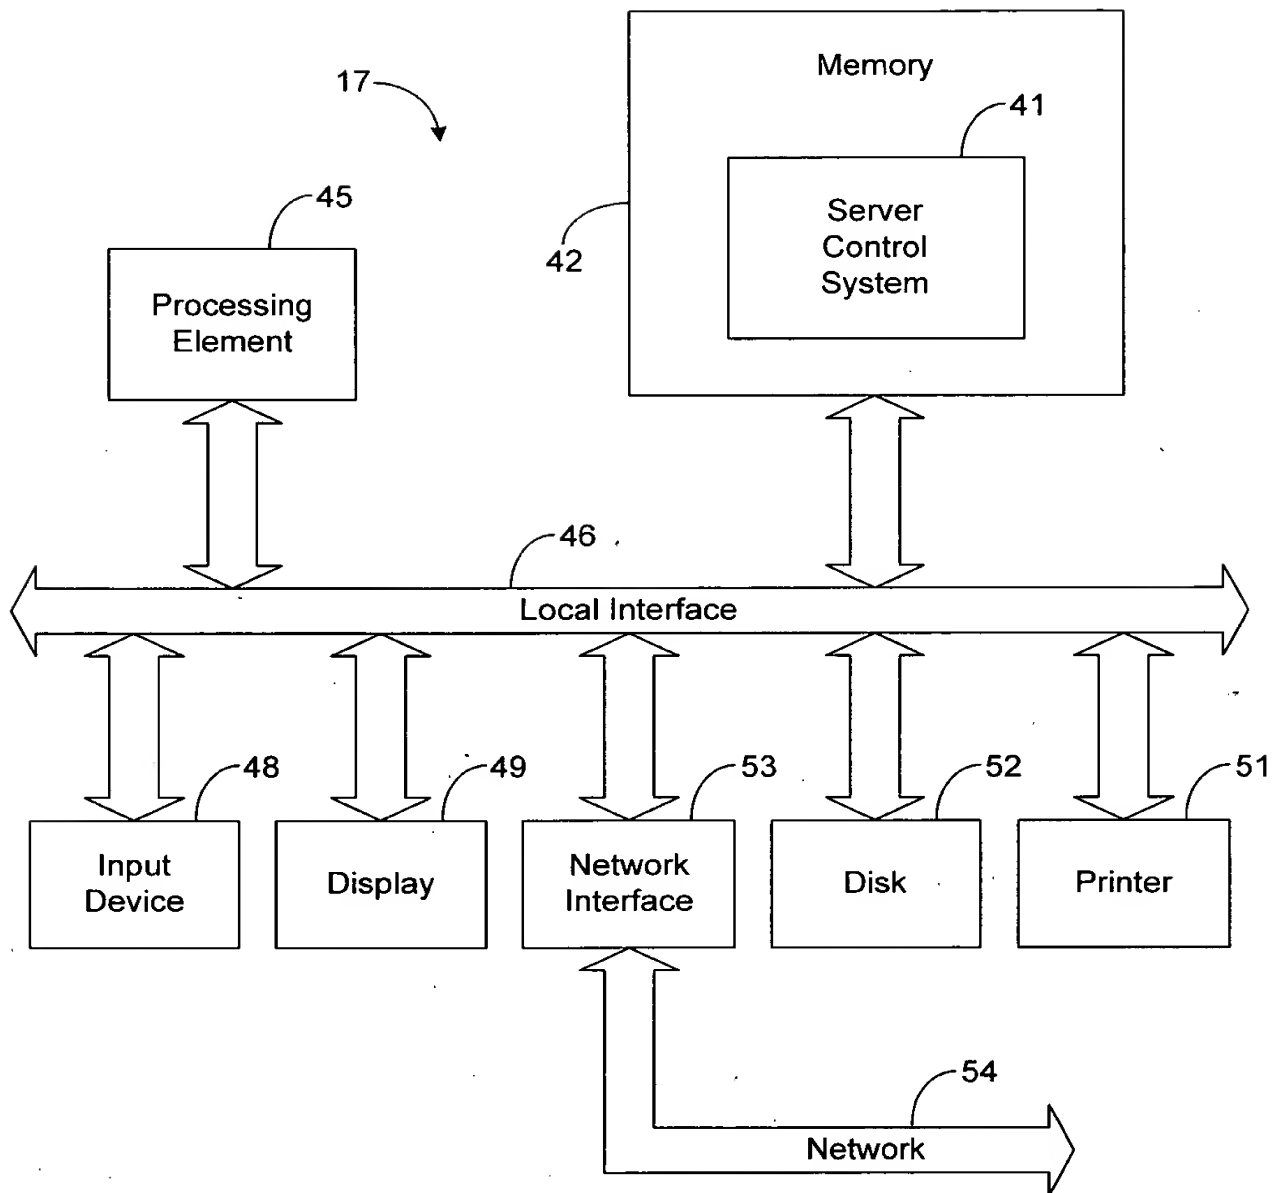 Memory
17
41
45
Server
Control
System
42
Processing
Element
46
Local Interface
48
49
53
52
51
Input
Device
Display
Network
Interface
Disk
Printer
54
Network